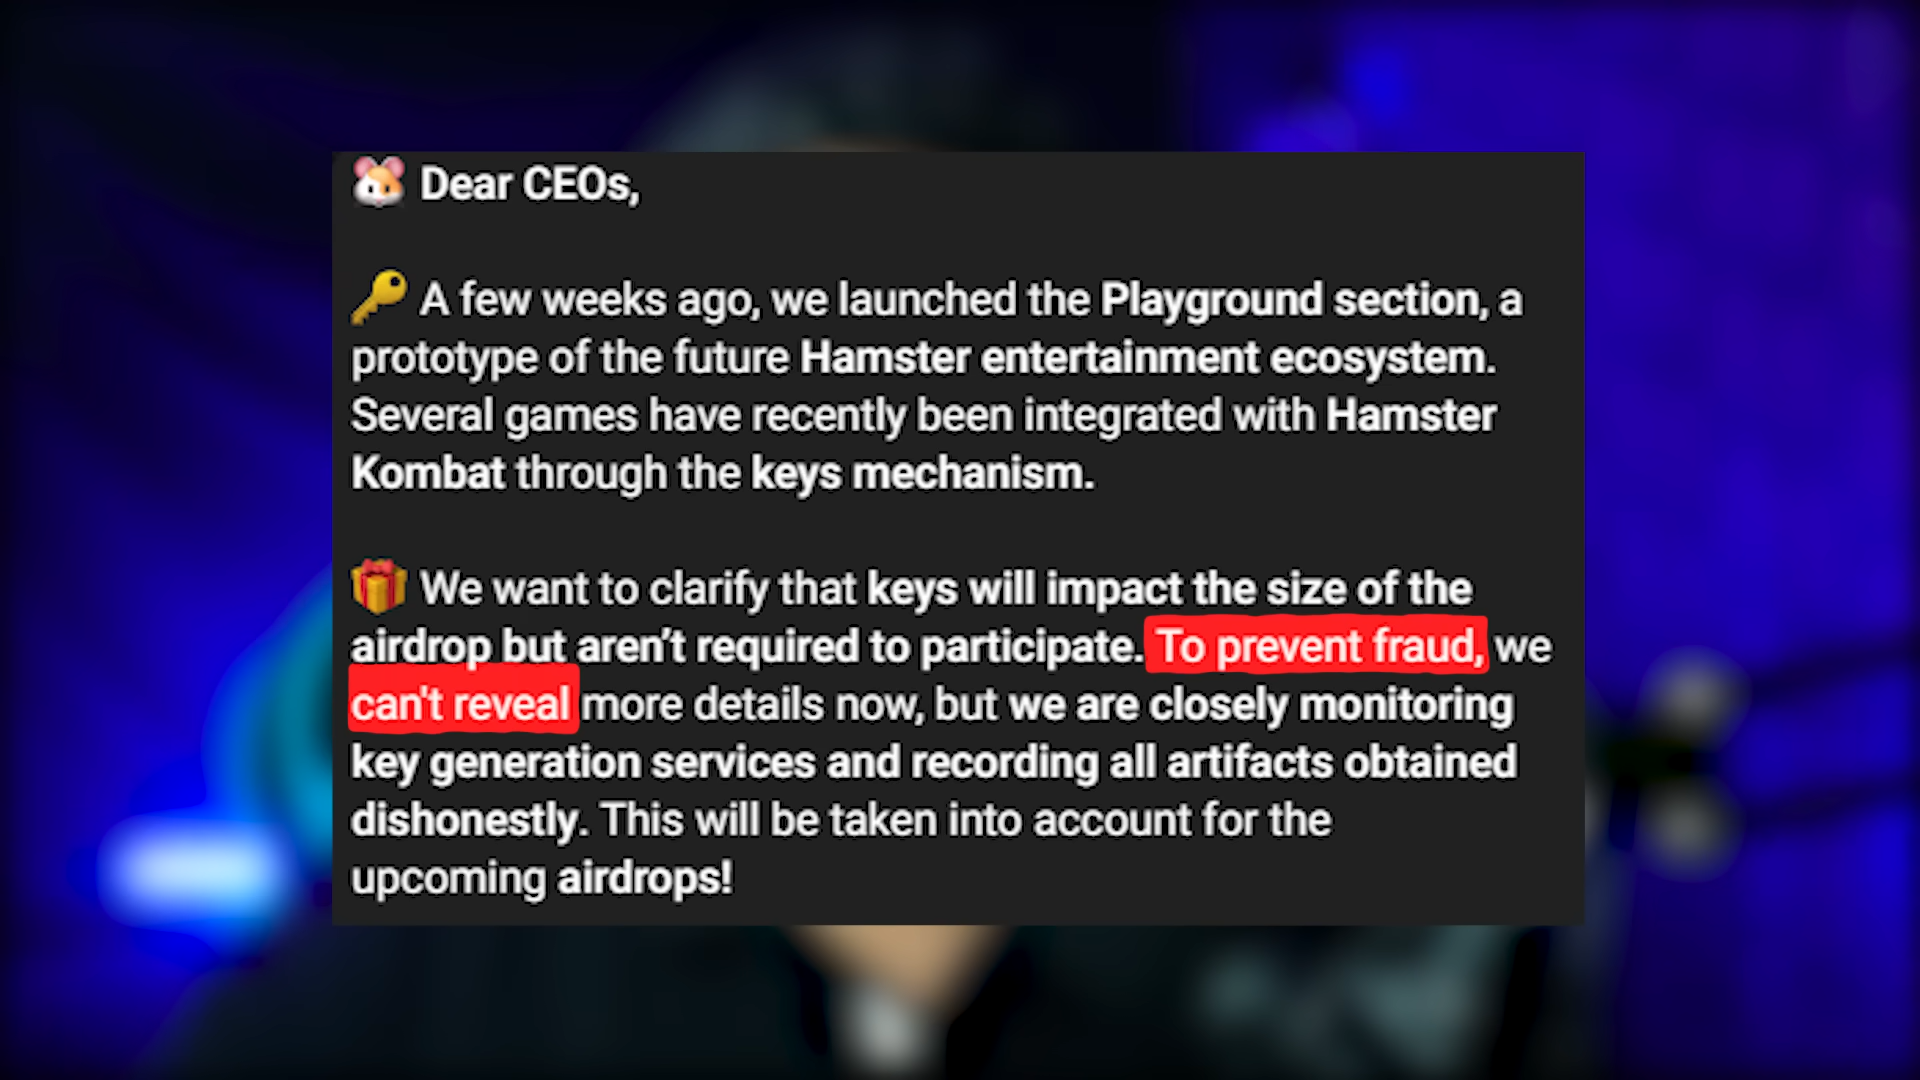 🐹 Dear CEOs,
🔑 A few weeks ago, we launched the Playground section, a
prototype of the future Hamster entertainment ecosystem.
Several games have recently been integrated with Hamster
Kombat through the keys mechanism.
🎁 We want to clarify that keys will impact the size of the
airdrop but aren’t required to participate. To prevent fraud, we
can't reveal more details now, but we are closely monitoring
key generation services and recording all artifacts obtained
dishonestly. This will be taken into account for the
upcoming airdrops!